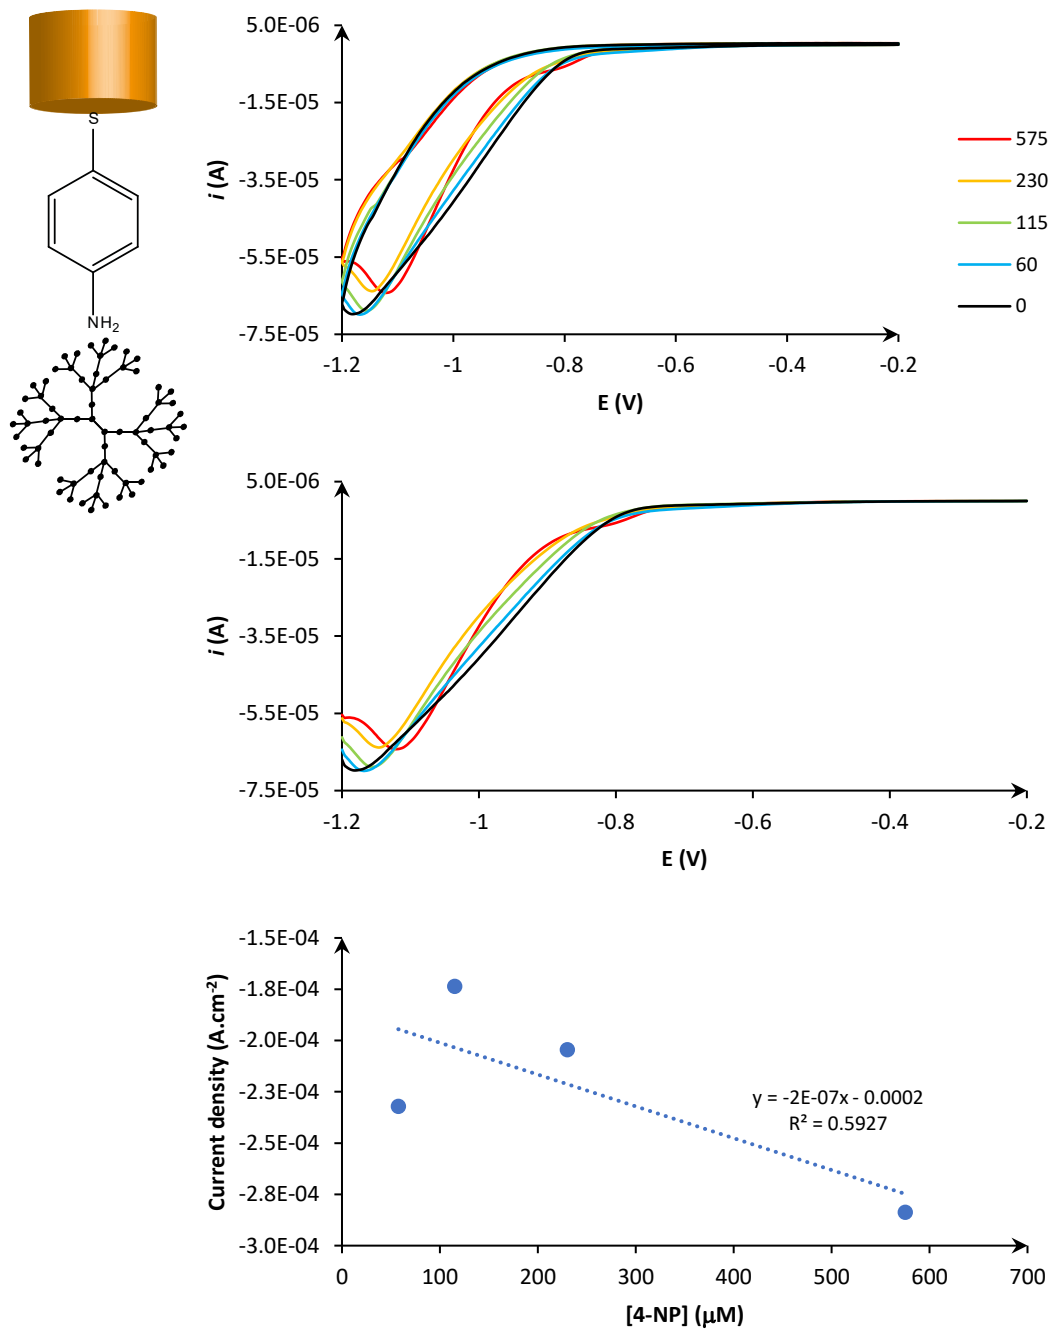 S
NH2
5.0E-06
-1.5E-05
-3.5E-05
-5.5E-05
-7.5E-05
i (A)
-1.2 -1 -0.8 -0.6 -0.4 -0.2
E (V)
575
230
115
60
0
5.0E-06
-1.5E-05
-3.5E-05
-5.5E-05
-7.5E-05
i (A)
-1.2 -1 -0.8 -0.6 -0.4 -0.2
E (V)
-1.5E-04
-1.8E-04
-2.0E-04
-2.3E-04
-2.5E-04
-2.8E-04
-3.0E-04
Current density (A.cm-2)
y = -2E-07x - 0.0002
R² = 0.5927
0 100 200 300 400 500 600 700
[4-NP] (µM)